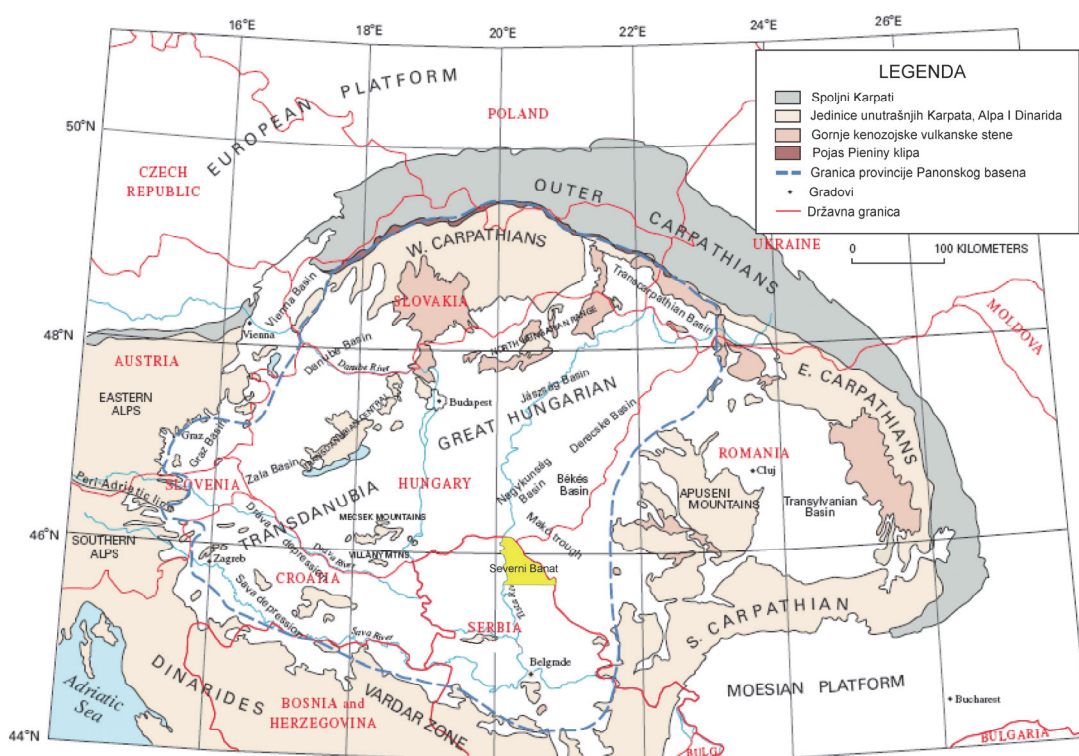 16°E
18°E
20°E
22°E
24°E
26°E
50°N
48°N
46°N
44°N
LEGENDA
Spoljni Karpati
Jedinice unutrašnjih Karpata, Alpa I Dinarida
Gornje kenozojske vulkanske stene
Pojas Pieniny klipa
Granica provincije Panonskog basena
Gradovi
Državna granica
0 100 KILOMETERS
EUROPEAN PLATFORM
POLAND
CZECH
REPUBLIC
OUTER CARPATHIANS
UKRAINE
W. CARPATHIANS
MOLDOVA
Vienna Basin
SLOVAKIA
Transcarpathian Basin
Vienna
NORTH HUNGARIAN RANGE
Danube Basin
Danube River
AUSTRIA
EASTERN
ALPS
E. CARPATHIANS
Jászság Basin
Budapest
GREAT HUNGARIAN
Derecske Basin
Graz
Graz Basin
Zala Basin
ROMANIA
Cluj
SLOVENIA
HUNGARY
Nagykunság
Basin
Békés
Basin
APUSENI
MOUNTAINS
Transylvanian
Basin
Peri-Adriatic line
TRANSDANUBIA
MECSEK MOUNTAINS
Makó trough
SOUTHERN
ALPS
Dráva depression
Dráva River
VILLANY MTNS
Zagreb
Severni Banat
CROATIA
Sava depression
SERBIA
S. CARPATHIAN
Sava River
Belgrade
DINARIDES
VARDAR ZONE
MOESIAN PLATFORM
Adriatic
Sea
BOSNIA and
HERZEGOVINA
Bucharest
BULG.
BULGARIA